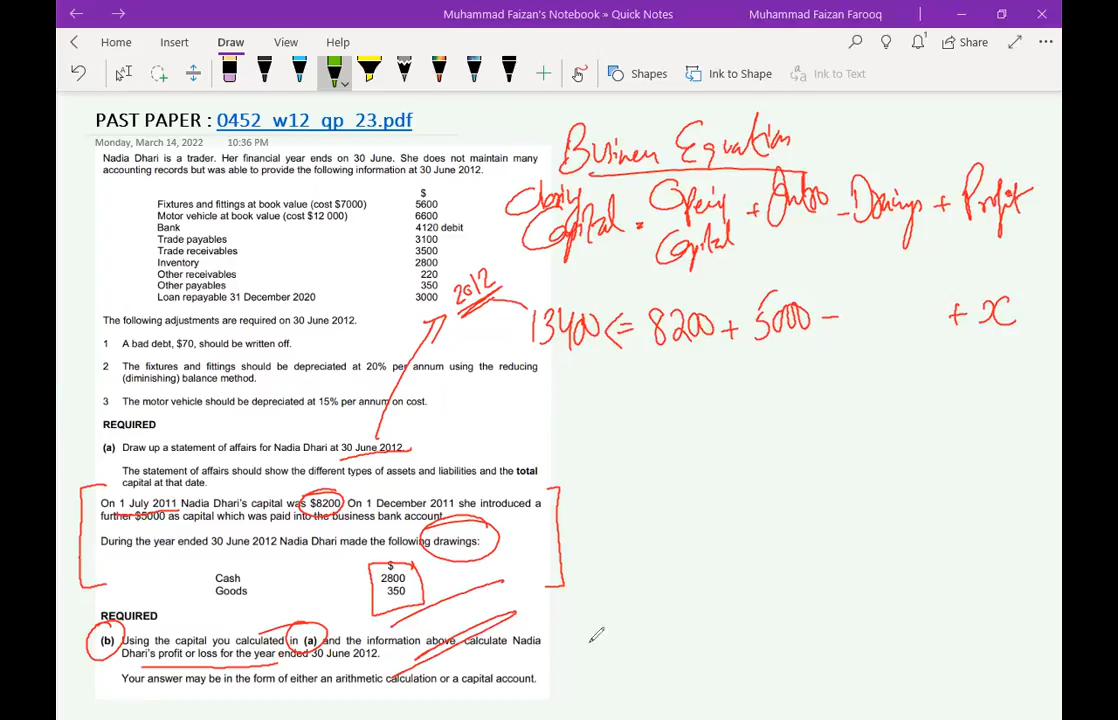 Muhammad Faizan's Notebook » Quick Notes
Muhammad Faizan Farooq
Home Insert Draw View Help
Share
Shapes
Ink to Shape
Ink to Text
PAST PAPER : 0452_w12_qp_23.pdf
Monday, March 14, 2022 10:36 PM
Nadia Dhari is a trader. Her financial year ends on 30 June. She does not maintain many
accounting records but was able to provide the following information at 30 June 2012.
$
Fixtures and fittings at book value (cost $7000) 5600
Motor vehicle at book value (cost $12 000) 6600
Bank 4120 debit
Trade payables 3100
Trade receivables 3500
Inventory 2800
Other receivables 220
Other payables 350
Loan repayable 31 December 2020 3000
The following adjustments are required on 30 June 2012.
1 A bad debt, $70, should be written off.
2 The fixtures and fittings should be depreciated at 20% per annum using the reducing
(diminishing) balance method.
3 The motor vehicle should be depreciated at 15% per annum on cost.
REQUIRED
(a) Draw up a statement of affairs for Nadia Dhari at 30 June 2012.
The statement of affairs should show the different types of assets and liabilities and the total
capital at that date.
On 1 July 2011 Nadia Dhari's capital was $8200. On 1 December 2011 she introduced a
further $5000 as capital which was paid into the business bank account.
During the year ended 30 June 2012 Nadia Dhari made the following drawings:
$
Cash 2800
Goods 350
REQUIRED
(b) Using the capital you calculated in (a) and the information above, calculate Nadia
Dhari's profit or loss for the year ended 30 June 2012.
Your answer may be in the form of either an arithmetic calculation or a capital account.
2012
Business Equation
Closing Capital = Opening Capital + - + Profit
13400 <= 8200 + 5000 - + x